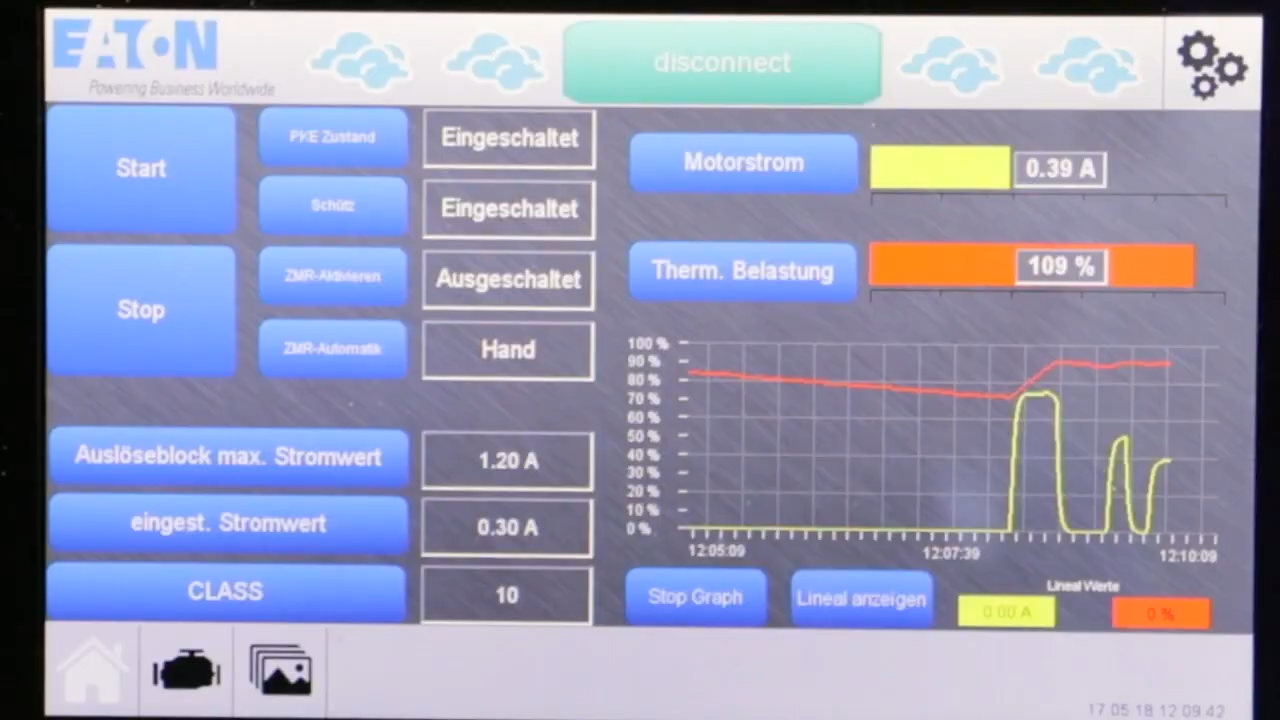 EATON
Powering Business Worldwide
disconnect
Start
PKE Zustand
Eingeschaltet
Schütz
Eingeschaltet
Stop
ZMR-Aktivieren
Ausgeschaltet
ZMR-Automatik
Hand
Motorstrom
0.39 A
Therm. Belastung
109 %
Auslöseblock max. Stromwert
1.20 A
eingest. Stromwert
0.30 A
CLASS
10
100 %
90 %
80 %
70 %
60 %
50 %
40 %
30 %
20 %
10 %
0 %
12:05:09
12:07:39
12:10:09
Stop Graph
Lineal anzeigen
Lineal Werte
0.00 A
0 %
17.05.18 12:09:42